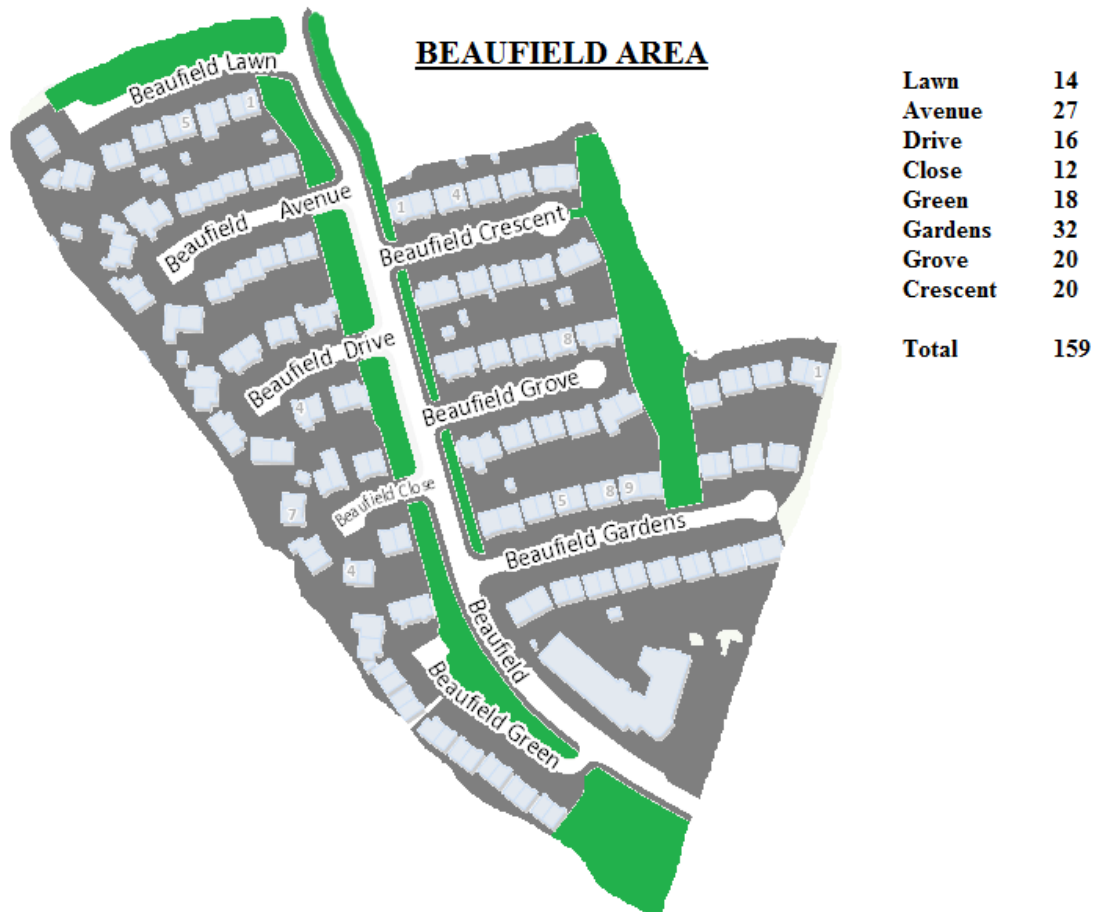 BEAUFIELD AREA
Lawn 14
Avenue 27
Drive 16
Close 12
Green 18
Gardens 32
Grove 20
Crescent 20
Total 159
Beaufield Lawn
1
5
Beaufield Avenue
1
4
Beaufield Crescent
Beaufield Drive
8
Beaufield Grove
1
4
Beaufield Close
7
5
8
9
Beaufield Gardens
4
Beaufield
Beaufield Green